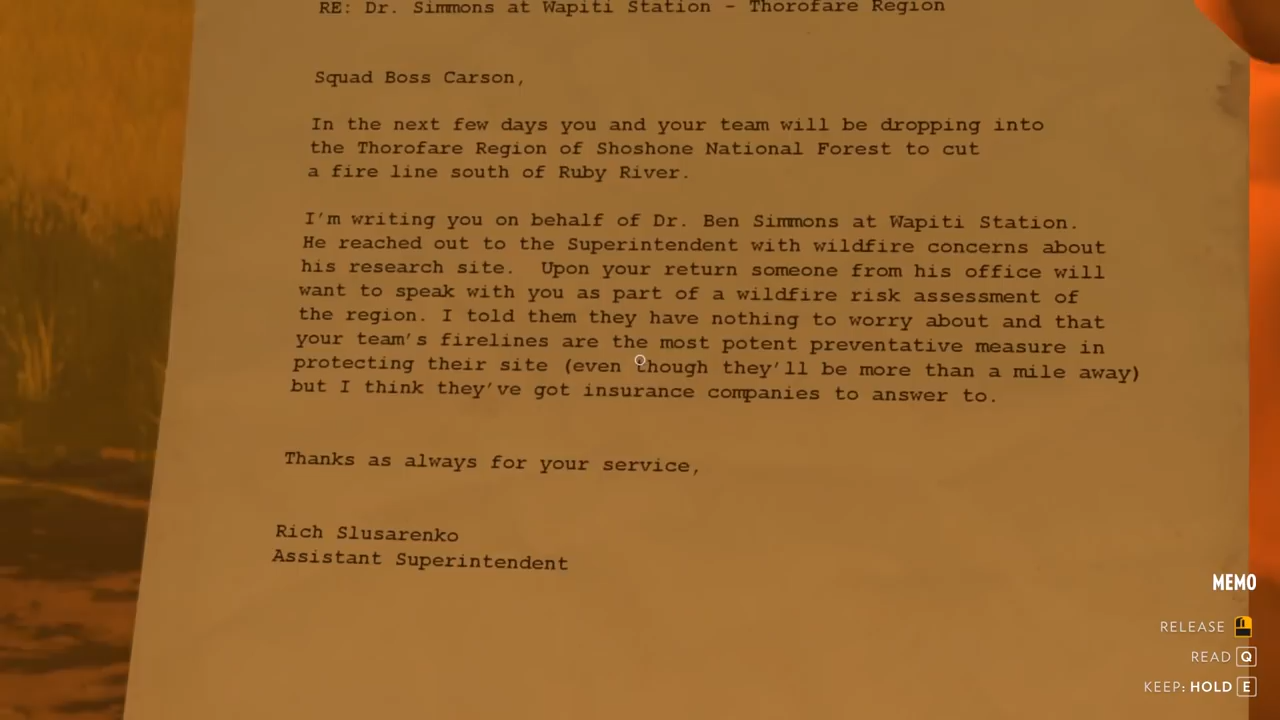 RE: Dr. Simmons at Wapiti Station - Thorofare Region
Squad Boss Carson,
In the next few days you and your team will be dropping into
the Thorofare Region of Shoshone National Forest to cut
a fire line south of Ruby River.
I'm writing you on behalf of Dr. Ben Simmons at Wapiti Station.
He reached out to the Superintendent with wildfire concerns about
his research site.  Upon your return someone from his office will
want to speak with you as part of a wildfire risk assessment of
the region. I told them they have nothing to worry about and that
your team's firelines are the most potent preventative measure in
protecting their site (even though they'll be more than a mile away)
but I think they've got insurance companies to answer to.
Thanks as always for your service,
Rich Slusarenko
Assistant Superintendent
MEMO
RELEASE
READ Q
KEEP: HOLD E